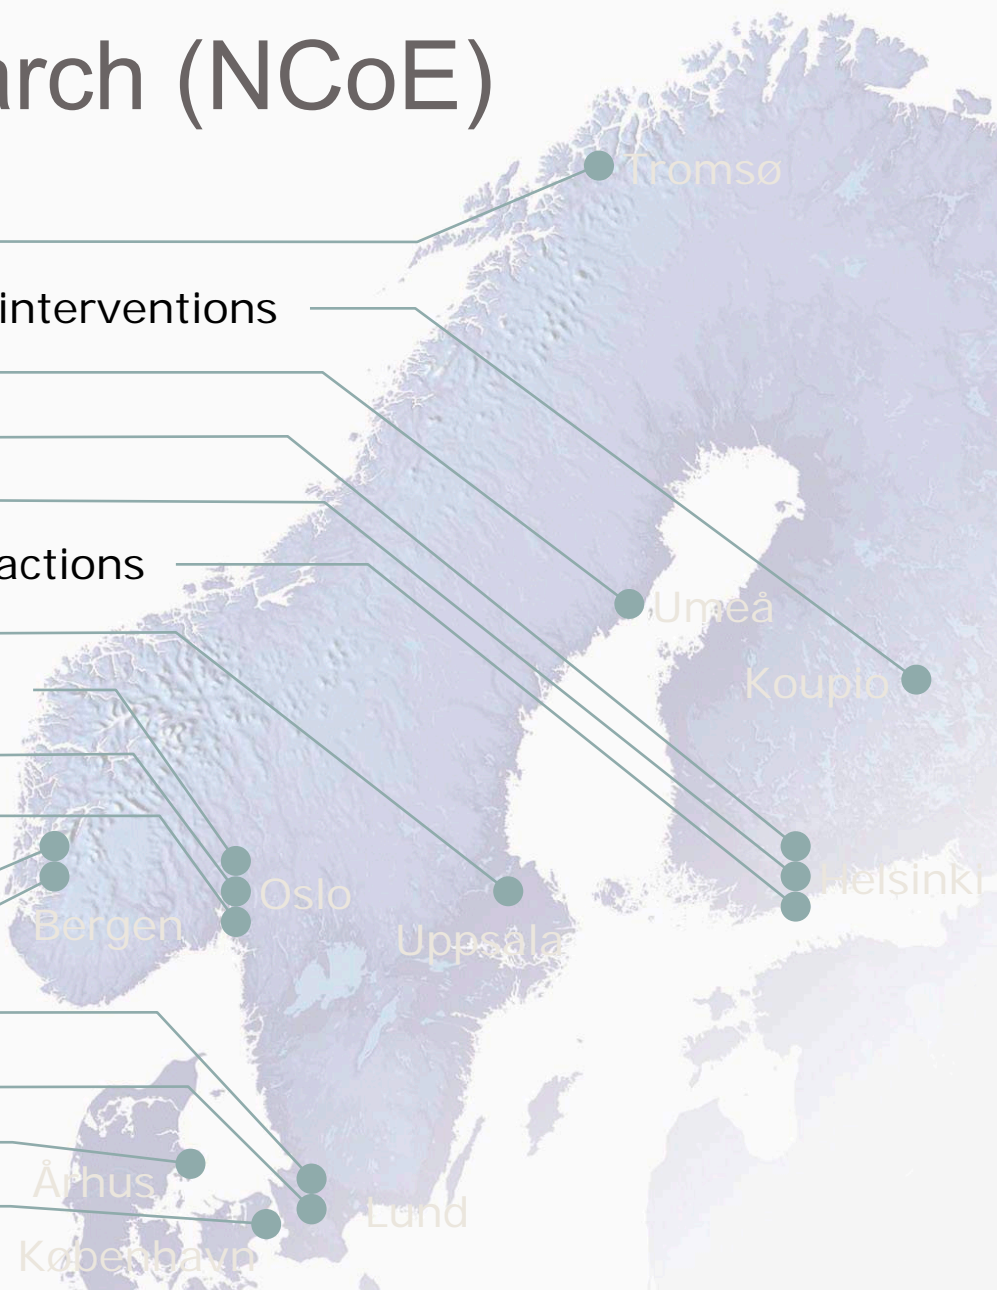 arch (NCoE)
Tromsø
interventions
actions
Umeå
Koupio
Helsinki
Oslo
Bergen
Uppsala
Århus
Lund
København